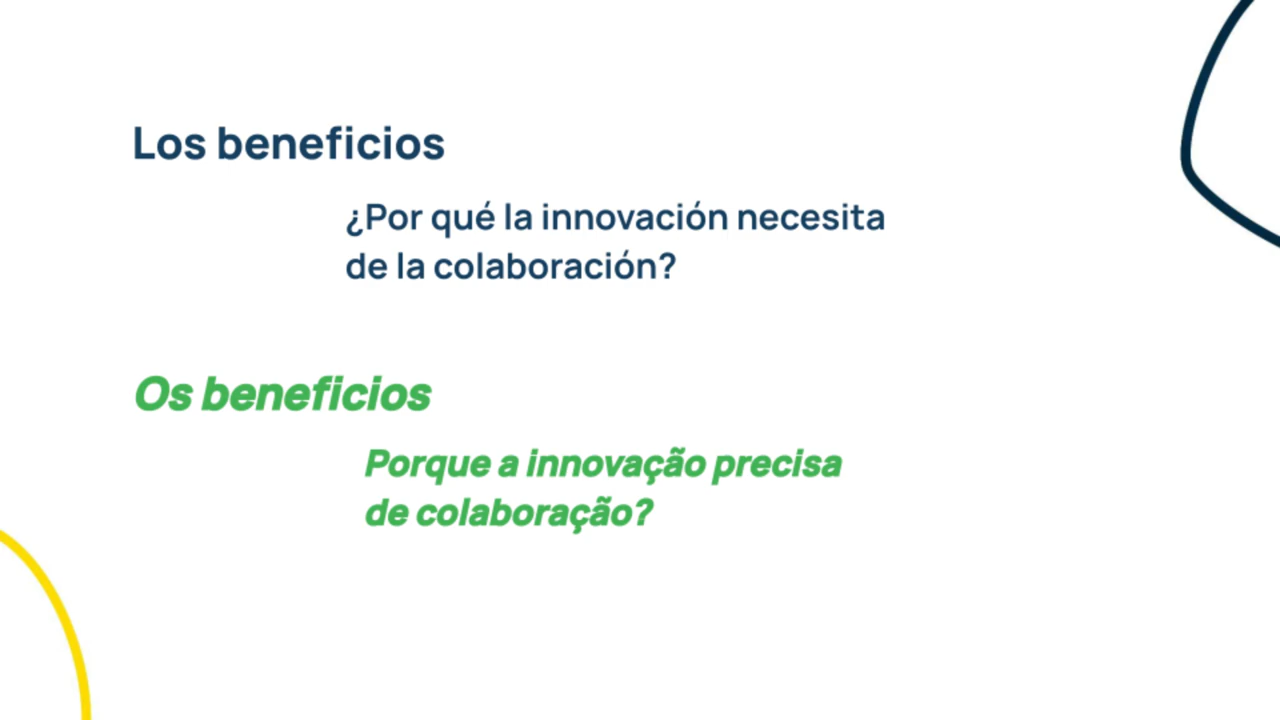 Los beneficios
¿Por qué la innovación necesita
de la colaboración?
Os beneficios
Porque a innovação precisa
de colaboração?